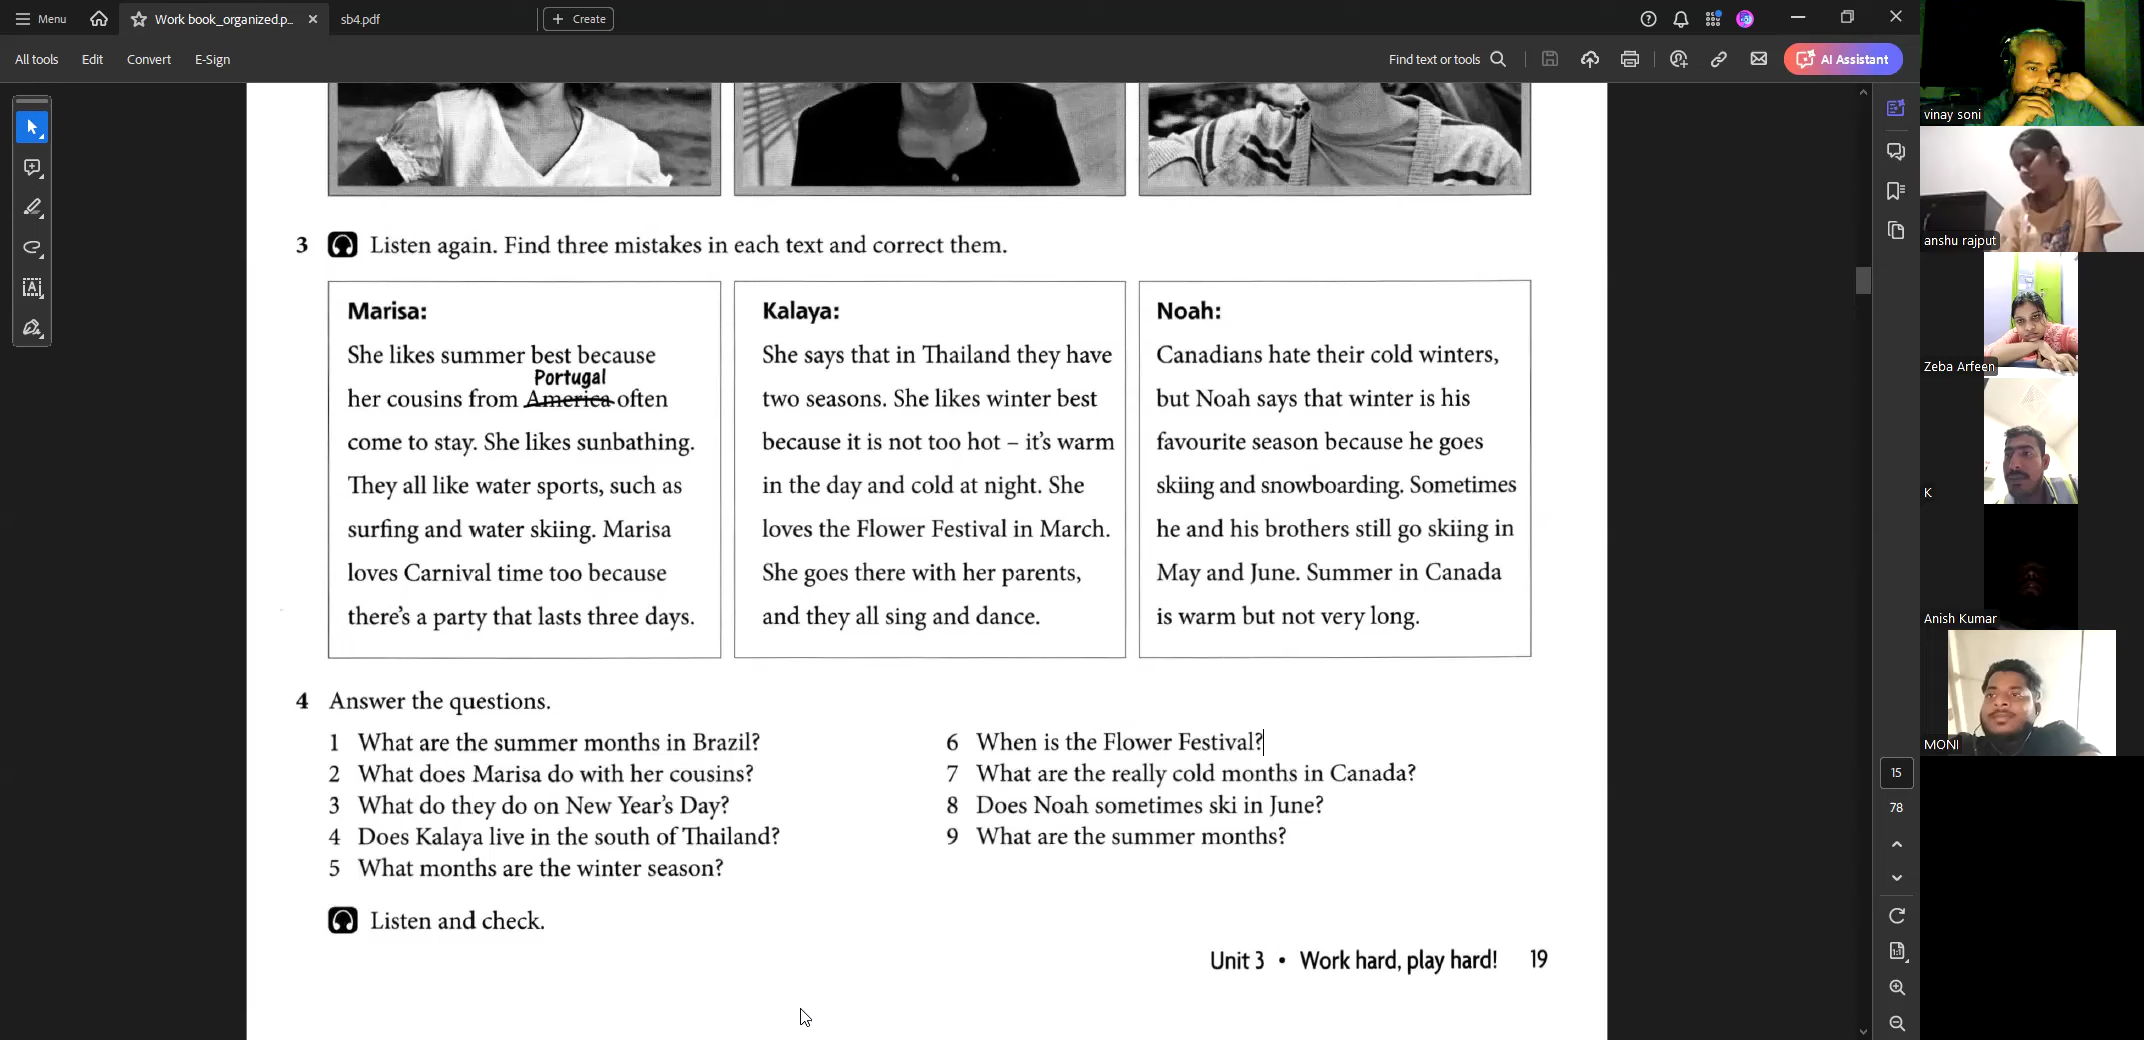 Menu
Work book_organized.p...
sb4.pdf
Create
All tools
Edit
Convert
E-Sign
Find text or tools
AI Assistant
3 Listen again. Find three mistakes in each text and correct them.
Marisa:
She likes summer best because
Portugal
her cousins from America often
come to stay. She likes sunbathing.
They all like water sports, such as
surfing and water skiing. Marisa
loves Carnival time too because
there's a party that lasts three days.
Kalaya:
She says that in Thailand they have
two seasons. She likes winter best
because it is not too hot – it's warm
in the day and cold at night. She
loves the Flower Festival in March.
She goes there with her parents,
and they all sing and dance.
Noah:
Canadians hate their cold winters,
but Noah says that winter is his
favourite season because he goes
skiing and snowboarding. Sometimes
he and his brothers still go skiing in
May and June. Summer in Canada
is warm but not very long.
4 Answer the questions.
1 What are the summer months in Brazil?
2 What does Marisa do with her cousins?
3 What do they do on New Year's Day?
4 Does Kalaya live in the south of Thailand?
5 What months are the winter season?
6 When is the Flower Festival?
7 What are the really cold months in Canada?
8 Does Noah sometimes ski in June?
9 What are the summer months?
Listen and check.
Unit 3 • Work hard, play hard! 19
15
78
vinay soni
anshu rajput
Zeba Arfeen
K
Anish Kumar
MONI